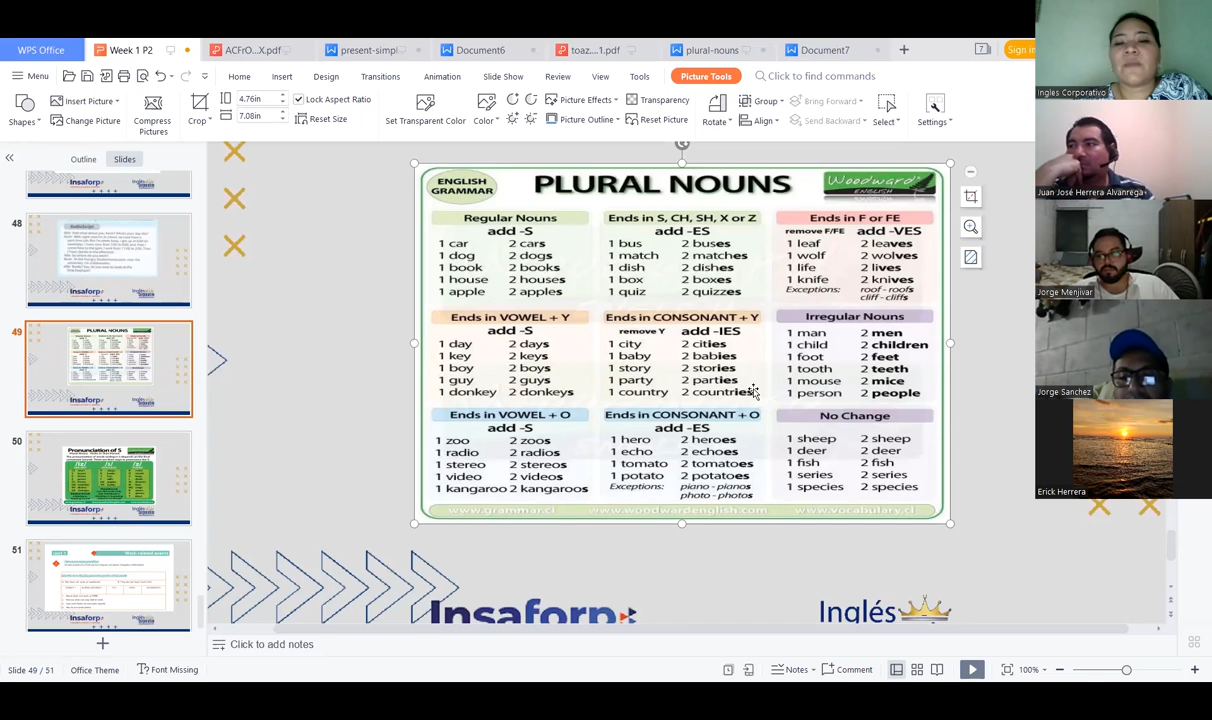 WPS Office
Week 1 P2
ACFrO...X.pdf
present-simpl
Document6
toaz....1.pdf
plural-nouns
Document7
Sign in
Menu
Home
Insert
Design
Transitions
Animation
Slide Show
Review
View
Tools
Picture Tools
Click to find commands
Shapes
Insert Picture
Change Picture
Compress Pictures
Crop
4.76in
7.08in
Lock Aspect Ratio
Reset Size
Set Transparent Color
Color
Picture Effects
Picture Outline
Transparency
Reset Picture
Rotate
Group
Align
Bring Forward
Send Backward
Select
Settings
Outline
Slides
48
49
50
51
Insaforp
PLURAL NOUNS
Pronunciation of S
ENGLISH GRAMMAR
PLURAL NOUNS
Woodward
ENGLISH
Regular Nouns
add -S
1 car 2 cars
1 dog 2 dogs
1 book 2 books
1 house 2 houses
1 apple 2 apples
Ends in S, CH, SH, X or Z
add -ES
1 bus 2 buses
1 match 2 matches
1 dish 2 dishes
1 box 2 boxes
1 quiz 2 quizzes
Ends in F or FE
remove F/FE add -VES
1 leaf 2 leaves
1 wolf 2 wolves
1 life 2 lives
1 knife 2 knives
Exceptions: roof - roofs
cliff - cliffs
Ends in VOWEL + Y
add -S
1 day 2 days
1 key 2 keys
1 boy 2 boys
1 guy 2 guys
1 donkey 2 donkeys
Ends in CONSONANT + Y
remove Y add -IES
1 city 2 cities
1 baby 2 babies
1 story 2 stories
1 party 2 parties
1 country 2 countries
Irregular Nouns
1 man 2 men
1 child 2 children
1 foot 2 feet
1 tooth 2 teeth
1 mouse 2 mice
1 person 2 people
Ends in VOWEL + O
add -S
1 zoo 2 zoos
1 radio 2 radios
1 stereo 2 stereos
1 video 2 videos
1 kangaroo 2 kangaroos
Ends in CONSONANT + O
add -ES
1 hero 2 heroes
1 echo 2 echoes
1 tomato 2 tomatoes
1 potato 2 potatoes
Exceptions: piano - pianos
photo - photos
No Change
1 sheep 2 sheep
1 deer 2 deer
1 fish 2 fish
1 series 2 series
1 species 2 species
www.grammar.cl www.woodwardenglish.com www.vocabulary.cl
Insaforp
Inglés
Click to add notes
Slide 49 / 51
Office Theme
Font Missing
Notes
Comment
100%
Ingles Corporativo
Juan José Herrera Alvanrega
Jorge Menjivar
Jorge Sanchez
Erick Herrera